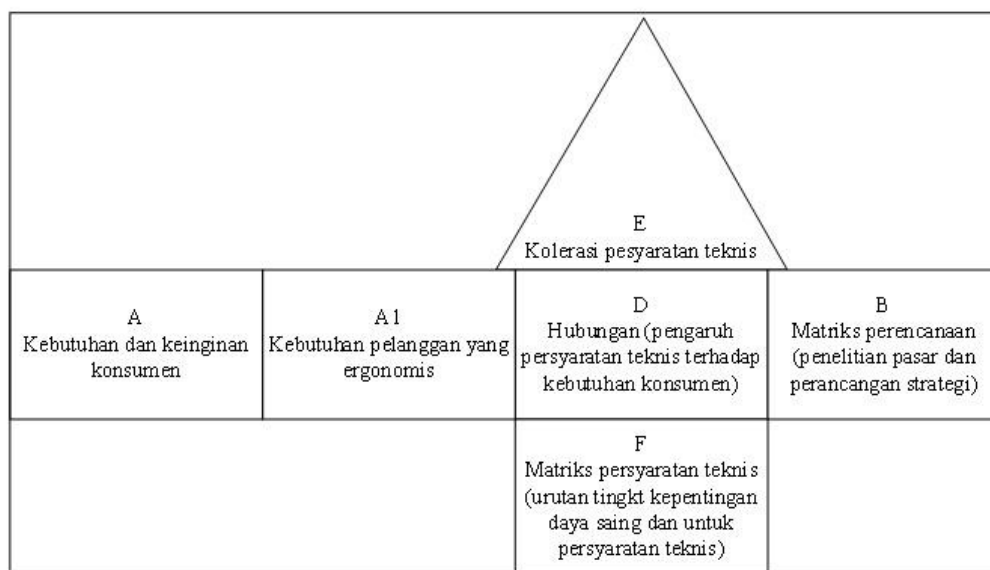 E
Kolerasi pesyaratan teknis
A
Kebutuhan dan keinginan
konsumen
A1
Kebutuhan pelanggan yang
ergonomis
D
Hubungan (pengaruh
persyaratan teknis terhadap
kebutuhan konsumen)
B
Matriks perencanaan
(penelitian pasar dan
perancangan strategi)
F
Matriks persyaratan teknis
(urutan tingkt kepentingan
daya saing dan untuk
persyaratan teknis)